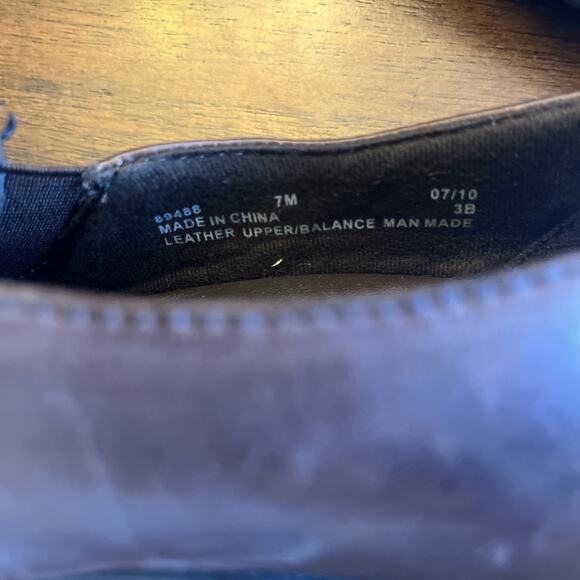 89488 7M 07/10
MADE IN CHINA 3B
LEATHER UPPER/BALANCE MAN MADE